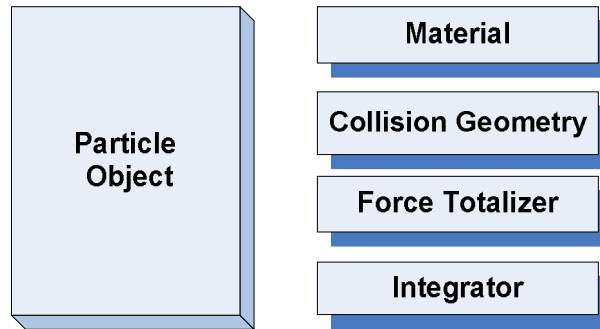 Particle
Object
Material
Collision Geometry
Force Totalizer
Integrator